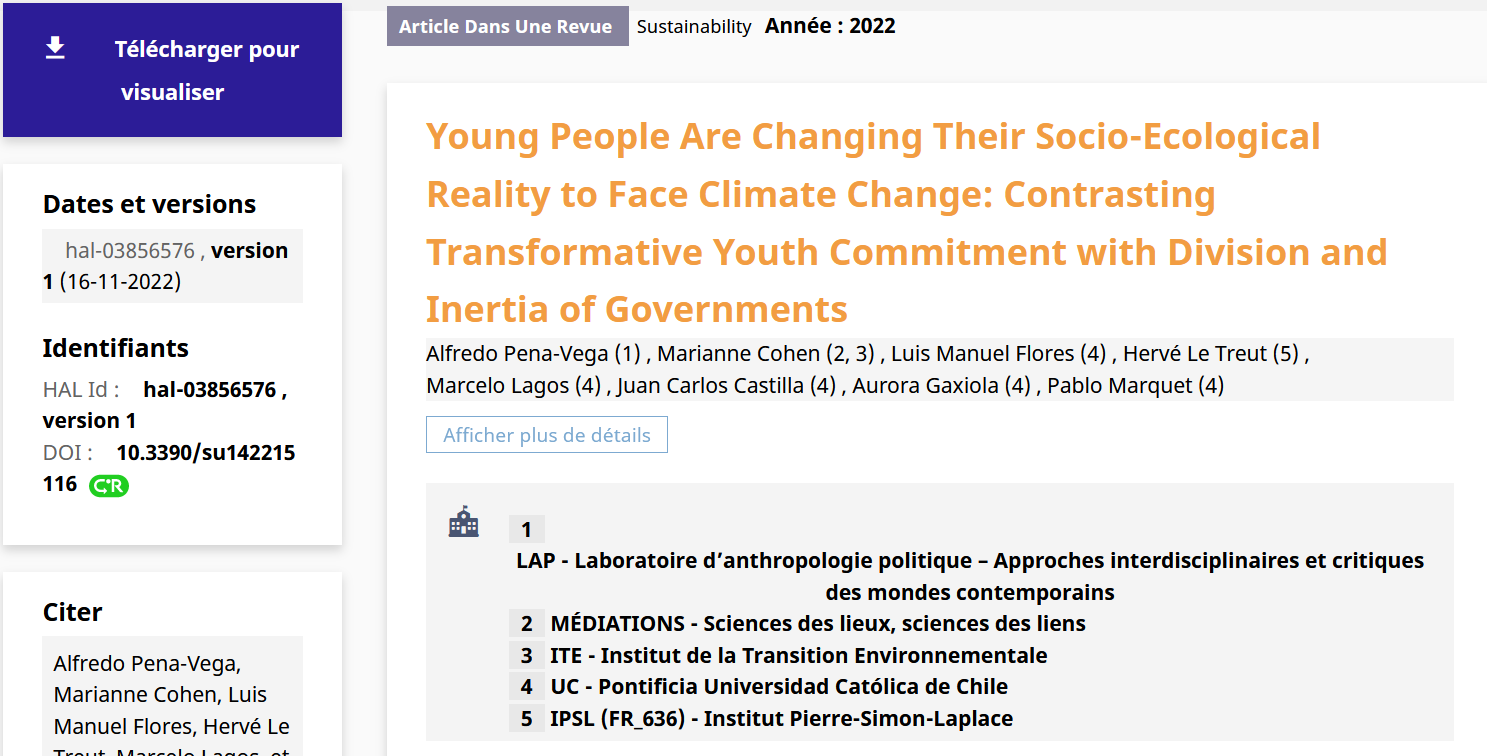 Télécharger pour
visualiser
Dates et versions
hal-03856576 , version
1 (16-11-2022)
Identifiants
HAL Id : hal-03856576 ,
version 1
DOI : 10.3390/su142215
116
Citer
Alfredo Pena-Vega,
Marianne Cohen, Luis
Manuel Flores, Hervé Le
Treut, Marcelo Lagos, et
Article Dans Une Revue Sustainability Année : 2022
Young People Are Changing Their Socio-Ecological
Reality to Face Climate Change: Contrasting
Transformative Youth Commitment with Division and
Inertia of Governments
Alfredo Pena-Vega (1) , Marianne Cohen (2, 3) , Luis Manuel Flores (4) , Hervé Le Treut (5) ,
Marcelo Lagos (4) , Juan Carlos Castilla (4) , Aurora Gaxiola (4) , Pablo Marquet (4)
Afficher plus de détails
1
LAP - Laboratoire d’anthropologie politique – Approches interdisciplinaires et critiques
des mondes contemporains
2 MÉDIATIONS - Sciences des lieux, sciences des liens
3 ITE - Institut de la Transition Environnementale
4 UC - Pontificia Universidad Católica de Chile
5 IPSL (FR_636) - Institut Pierre-Simon-Laplace